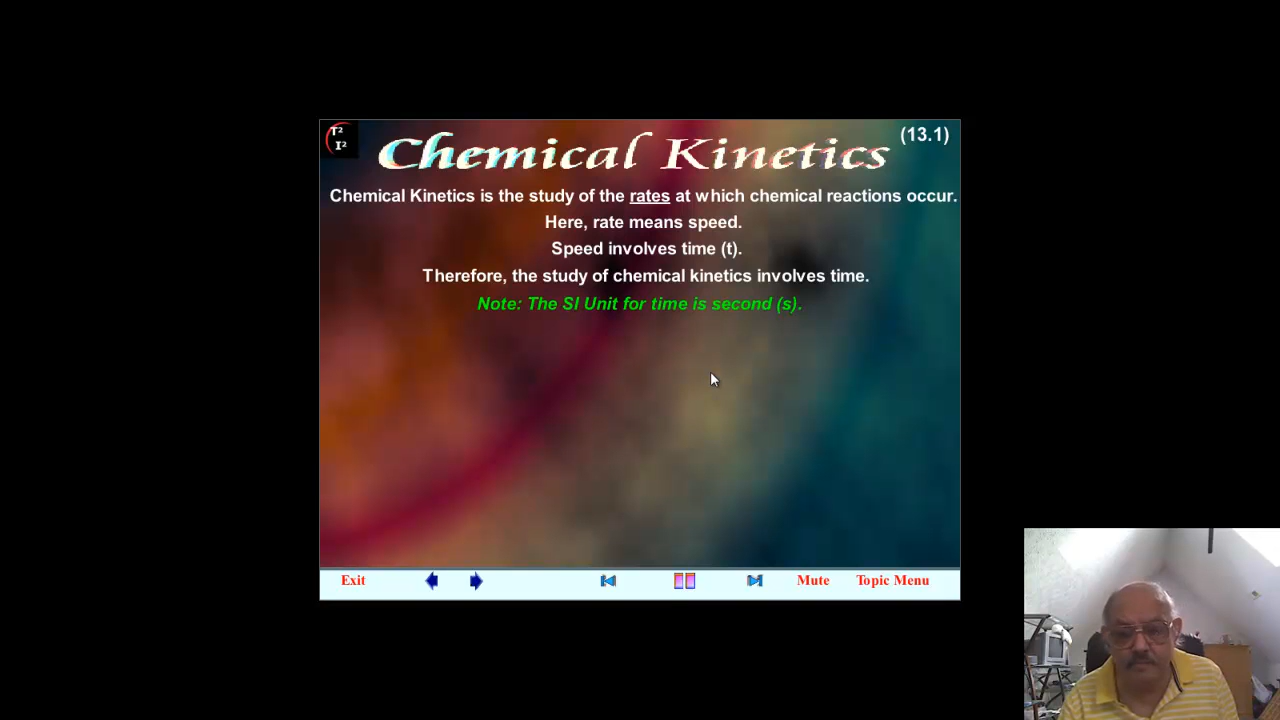 T²
I²
Chemical Kinetics
(13.1)
Chemical Kinetics is the study of the rates at which chemical reactions occur.
Here, rate means speed.
Speed involves time (t).
Therefore, the study of chemical kinetics involves time.
Note: The SI Unit for time is second (s).
Exit
Mute
Topic Menu